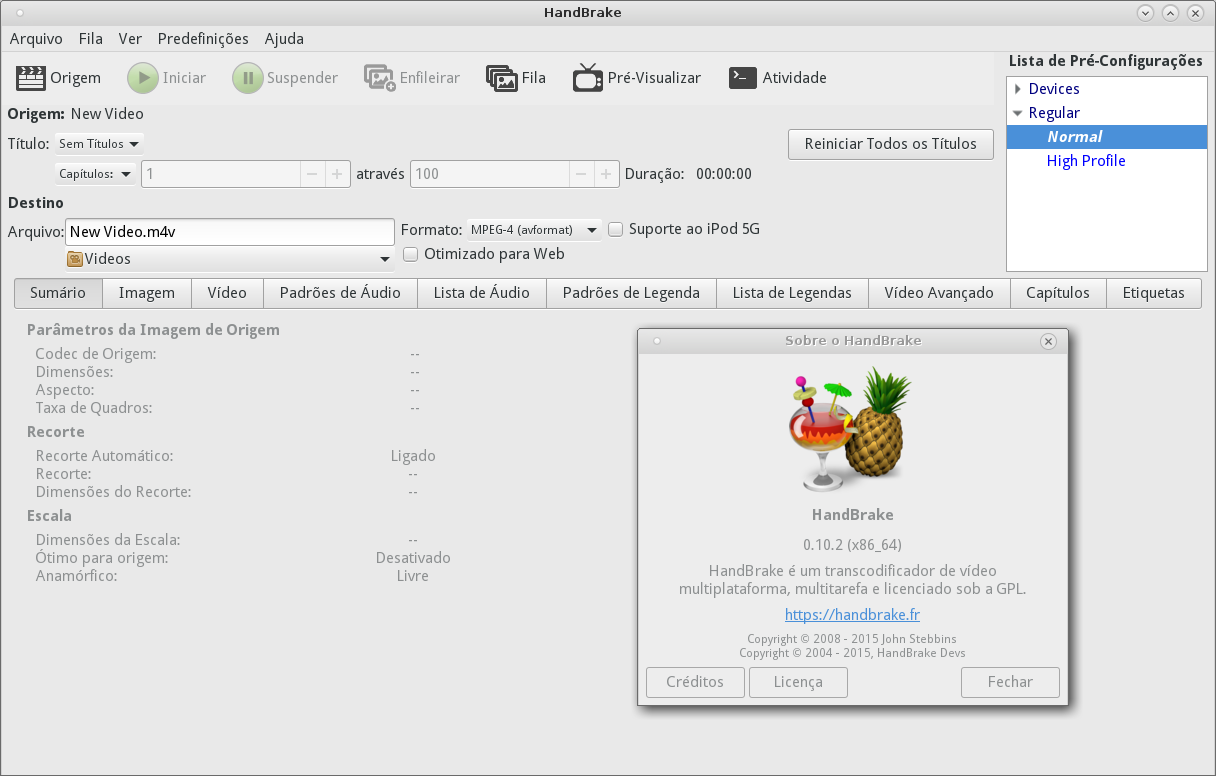 HandBrake
Arquivo Fila Ver Predefinições Ajuda
Origem Iniciar Suspender Enfileirar Fila Pré-Visualizar Atividade
Origem: New Video
Título: Sem Títulos Reiniciar Todos os Títulos
Capítulos: 1 através 100 Duração: 00:00:00
Destino
Arquivo: New Video.m4v Formato: MPEG-4 (avformat) Suporte ao iPod 5G
Videos Otimizado para Web
Lista de Pré-Configurações
Devices
Regular
Normal
High Profile
Sumário Imagem Vídeo Padrões de Áudio Lista de Áudio Padrões de Legenda Lista de Legendas Vídeo Avançado Capítulos Etiquetas
Parâmetros da Imagem de Origem
Codec de Origem: --
Dimensões: --
Aspecto: --
Taxa de Quadros: --
Recorte
Recorte Automático: Ligado
Recorte: --
Dimensões do Recorte: --
Escala
Dimensões da Escala: --
Ótimo para origem: Desativado
Anamórfico: Livre
Sobre o HandBrake
HandBrake
0.10.2 (x86_64)
HandBrake é um transcodificador de vídeo
multiplataforma, multitarefa e licenciado sob a GPL.
https://handbrake.fr
Copyright © 2008 - 2015 John Stebbins
Copyright © 2004 - 2015, HandBrake Devs
Créditos Licença Fechar